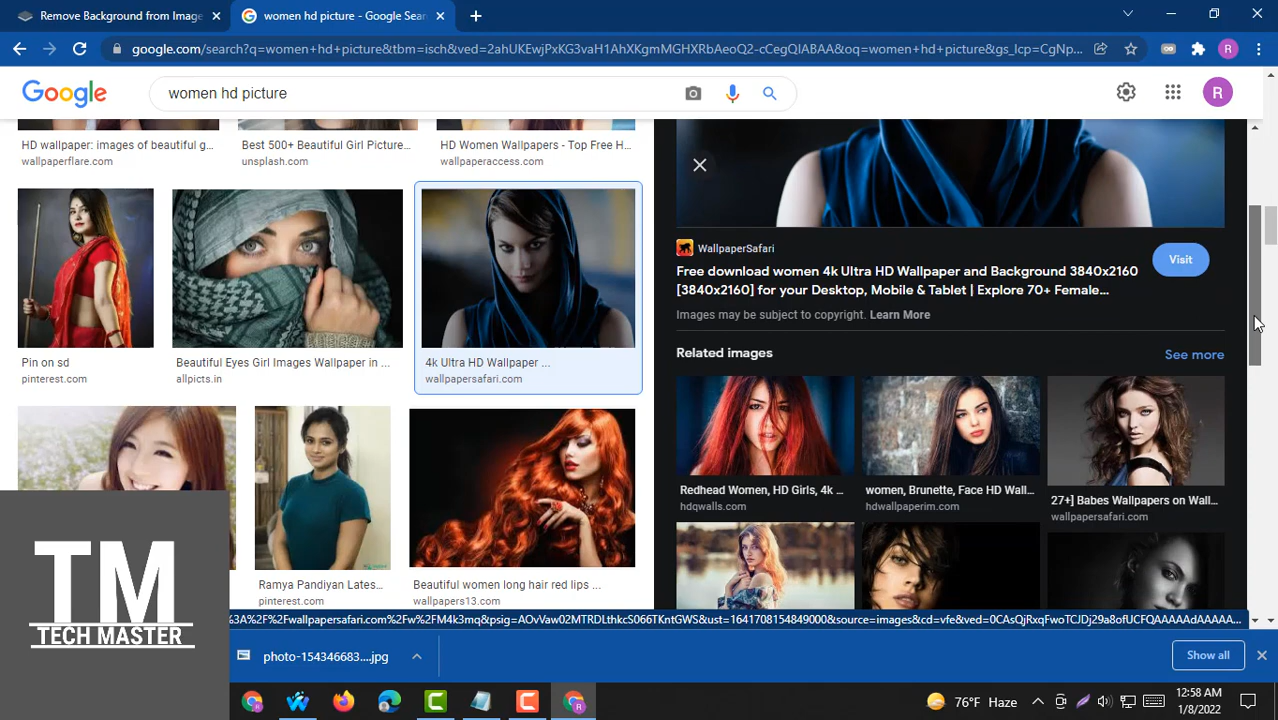 Remove Background from Image
women hd picture - Google Sear
google.com/search?q=women+hd+picture&tbm=isch&ved=2ahUKEwjPxKG3vaH1AhXKgmMGHXRbAeoQ2-cCegQIABAA&oq=women+hd+picture&gs_lcp=CgNp...
R
Google
women hd picture
R
HD wallpaper: images of beautiful g...
wallpaperflare.com
Best 500+ Beautiful Girl Picture...
unsplash.com
HD Women Wallpapers - Top Free H...
wallpaperaccess.com
WallpaperSafari
Visit
Free download women 4k Ultra HD Wallpaper and Background 3840x2160
[3840x2160] for your Desktop, Mobile & Tablet | Explore 70+ Female...
Images may be subject to copyright. Learn More
Related images
See more
Pin on sd
pinterest.com
Beautiful Eyes Girl Images Wallpaper in ...
allpicts.in
4k Ultra HD Wallpaper ...
wallpapersafari.com
Redhead Women, HD Girls, 4k ...
hdqwalls.com
women, Brunette, Face HD Wall...
hdwallpaperim.com
27+] Babes Wallpapers on Wall...
wallpapersafari.com
Ramya Pandiyan Lates...
pinterest.com
Beautiful women long hair red lips ...
wallpapers13.com
TM
TECH MASTER
%3A%2F%2Fwallpapersafari.com%2Fw%2FM4k3mq&psig=AOvVaw02MTRDLthkcS066TKntGWS&ust=1641708154849000&source=images&cd=vfe&ved=0CAsQjRxqFwoTCJDj29a8ofUCFQAAAAAdAAAAA...
photo-154346683....jpg
Show all
76°F Haze
12:58 AM
1/8/2022